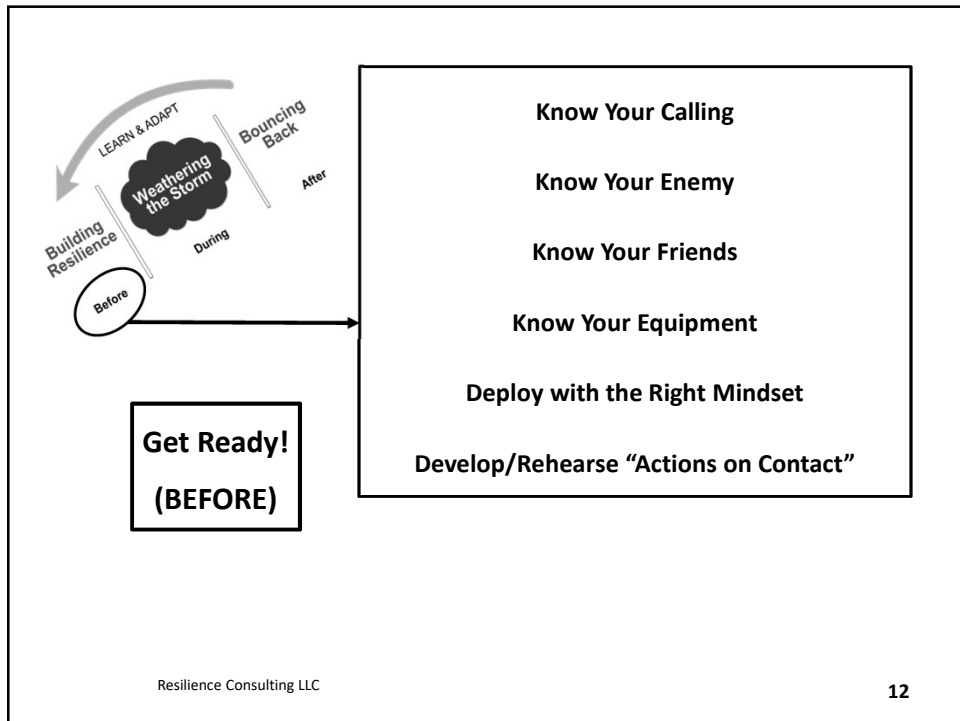 LEARN & ADAPT
Bouncing
Back
After
Weathering
the Storm
During
Building
Resilience
Before
Know Your Calling
Know Your Enemy
Know Your Friends
Know Your Equipment
Deploy with the Right Mindset
Develop/Rehearse “Actions on Contact”
Get Ready!
(BEFORE)
Resilience Consulting LLC
12